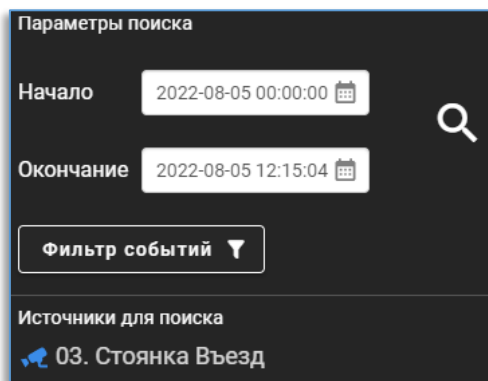 Параметры поиска
Начало 2022-08-05 00:00:00
Окончание 2022-08-05 12:15:04
Фильтр событий
Источники для поиска
03. Стоянка Въезд